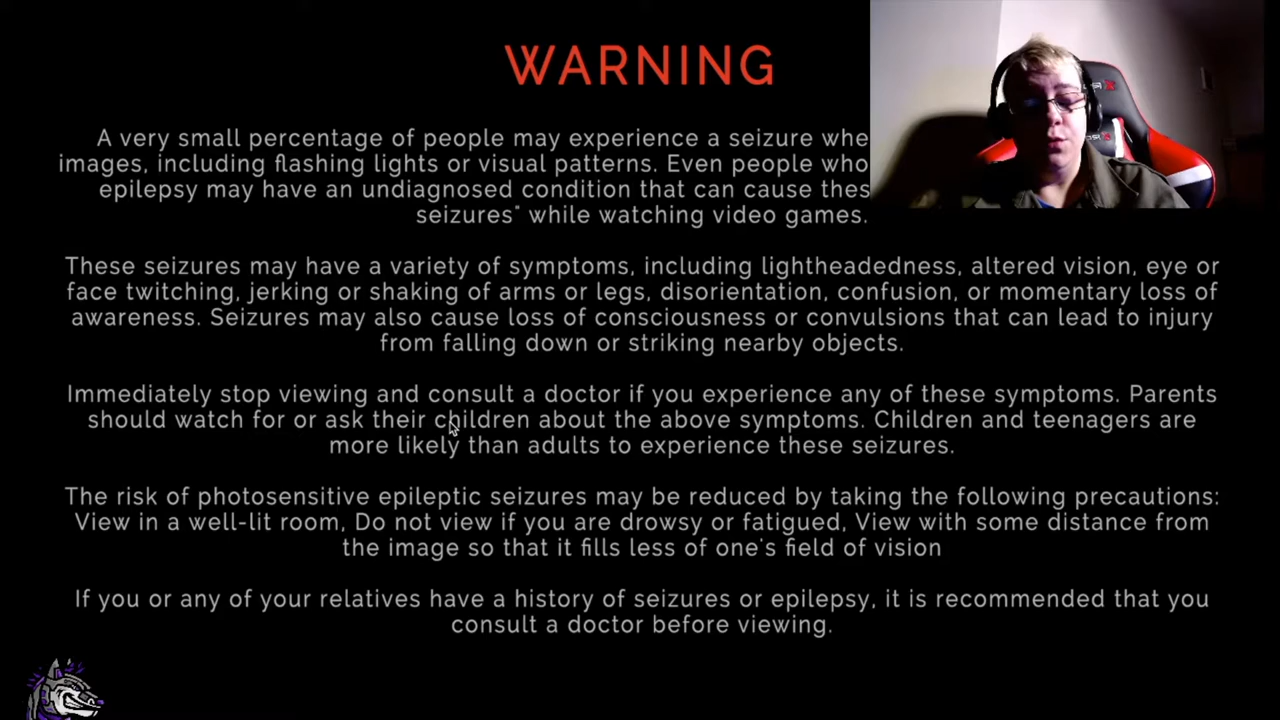 WARNING
A very small percentage of people may experience a seizure whe
images, including flashing lights or visual patterns. Even people who
epilepsy may have an undiagnosed condition that can cause thes
seizures" while watching video games.
These seizures may have a variety of symptoms, including lightheadedness, altered vision, eye or
face twitching, jerking or shaking of arms or legs, disorientation, confusion, or momentary loss of
awareness. Seizures may also cause loss of consciousness or convulsions that can lead to injury
from falling down or striking nearby objects.
Immediately stop viewing and consult a doctor if you experience any of these symptoms. Parents
should watch for or ask their children about the above symptoms. Children and teenagers are
more likely than adults to experience these seizures.
The risk of photosensitive epileptic seizures may be reduced by taking the following precautions:
View in a well-lit room, Do not view if you are drowsy or fatigued, View with some distance from
the image so that it fills less of one's field of vision
If you or any of your relatives have a history of seizures or epilepsy, it is recommended that you
consult a doctor before viewing.